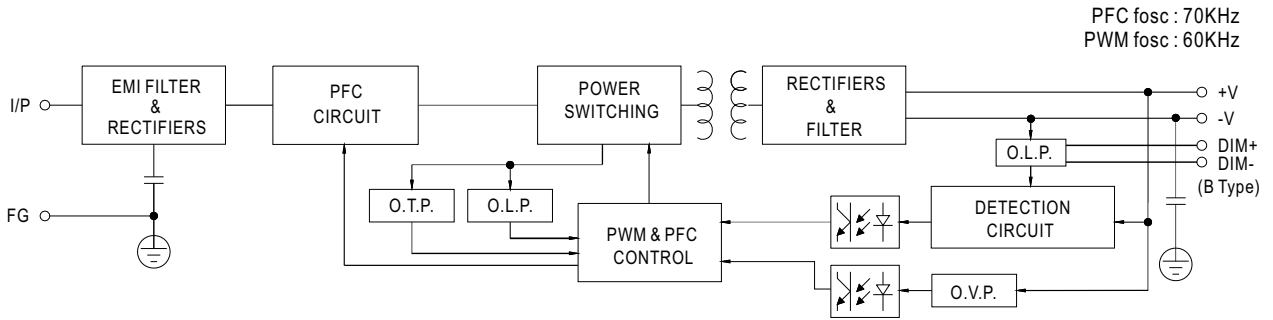 PFC fosc : 70KHz
PWM fosc : 60KHz
I/P
EMI FILTER
&
RECTIFIERS
PFC
CIRCUIT
POWER
SWITCHING
RECTIFIERS
&
FILTER
+V
-V
DIM+
DIM-
(B Type)
O.L.P.
FG
O.T.P.
O.L.P.
PWM & PFC
CONTROL
DETECTION
CIRCUIT
O.V.P.